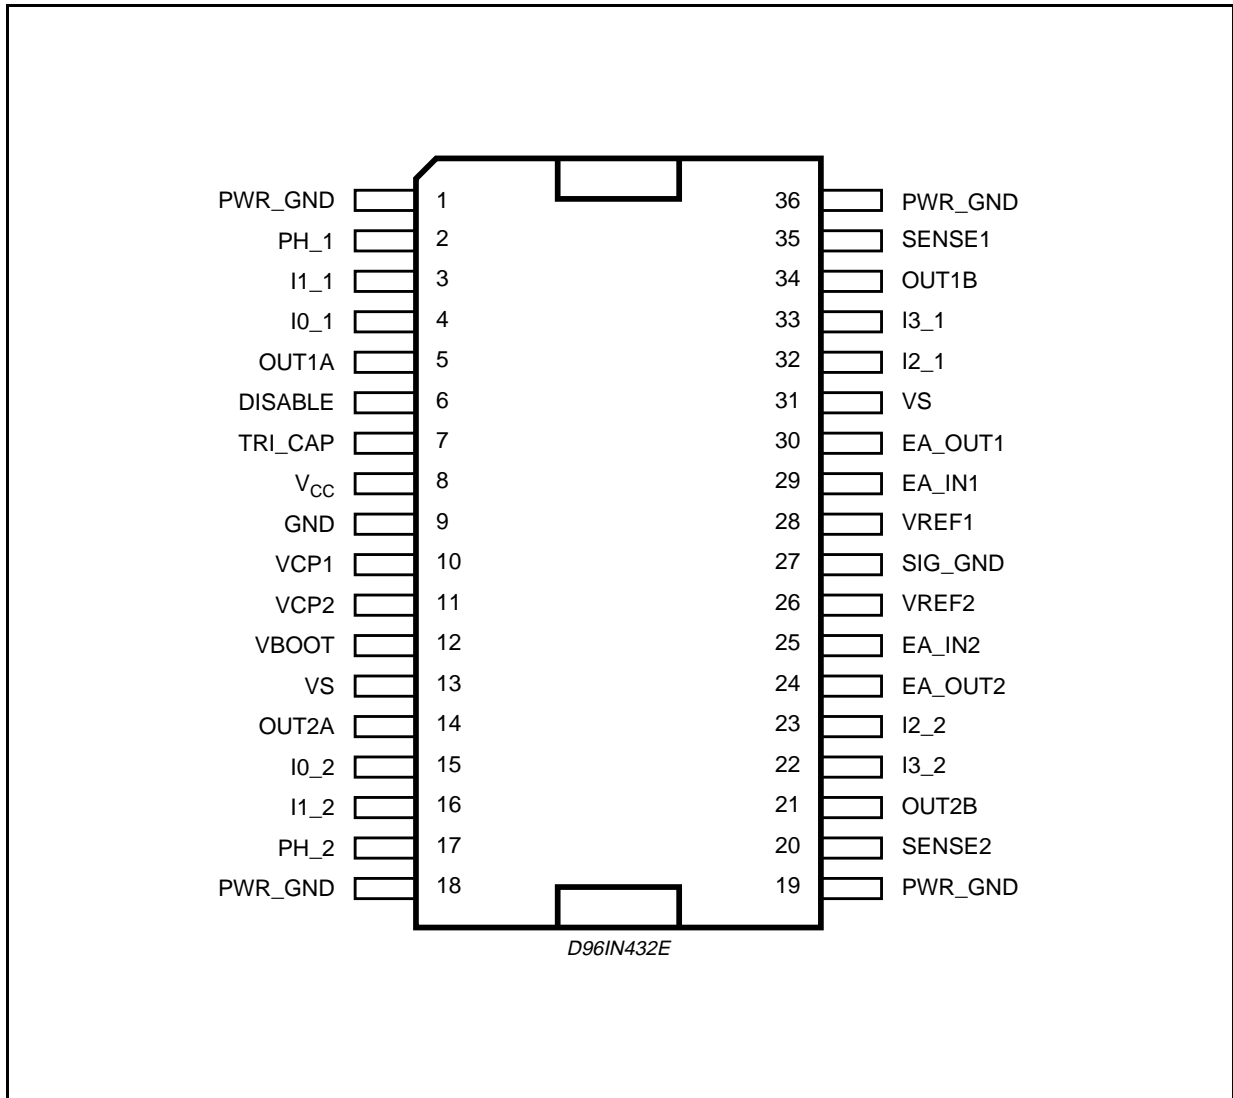 PWR_GND 1 36 PWR_GND
PH_1 2 35 SENSE1
I1_1 3 34 OUT1B
I0_1 4 33 I3_1
OUT1A 5 32 I2_1
DISABLE 6 31 VS
TRI_CAP 7 30 EA_OUT1
VCC 8 29 EA_IN1
GND 9 28 VREF1
VCP1 10 27 SIG_GND
VCP2 11 26 VREF2
VBOOT 12 25 EA_IN2
VS 13 24 EA_OUT2
OUT2A 14 23 I2_2
I0_2 15 22 I3_2
I1_2 16 21 OUT2B
PH_2 17 20 SENSE2
PWR_GND 18 19 PWR_GND
D96IN432E